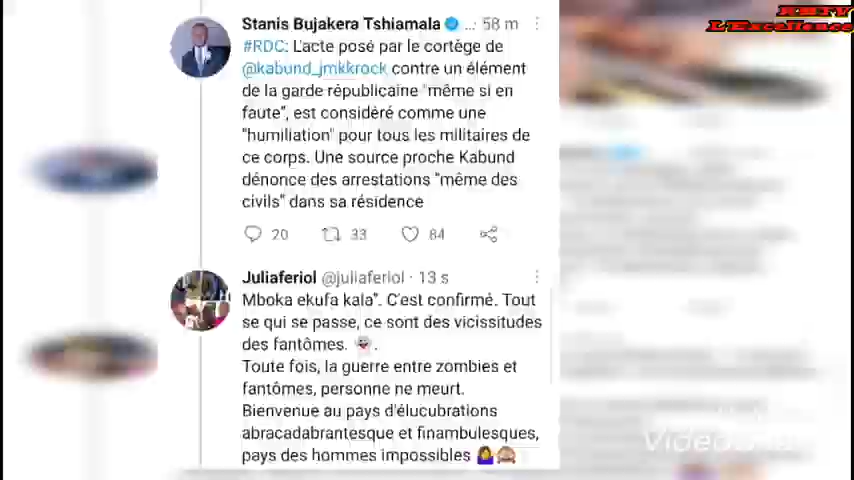 RMTV
L'Excellence
Stanis Bujakera Tshiamala ... 58 m
#RDC: L'acte posé par le cortège de
@kabund_jmkkrock contre un élément
de la garde républicaine "même si en
faute", est considéré comme une
"humiliation" pour tous les militaires de
ce corps. Une source proche Kabund
dénonce des arrestations "même des
civils" dans sa résidence
20 33 84
Juliaferiol @juliaferiol · 13 s
Mboka ekufa kala". C'est confirmé. Tout
se qui se passe, ce sont des vicissitudes
des fantômes. 👻.
Toute fois, la guerre entre zombies et
fantômes, personne ne meurt.
Bienvenue au pays d'élucubrations
abracadabrantesque et finambulesques,
pays des hommes impossibles 🤷‍♀️🙈